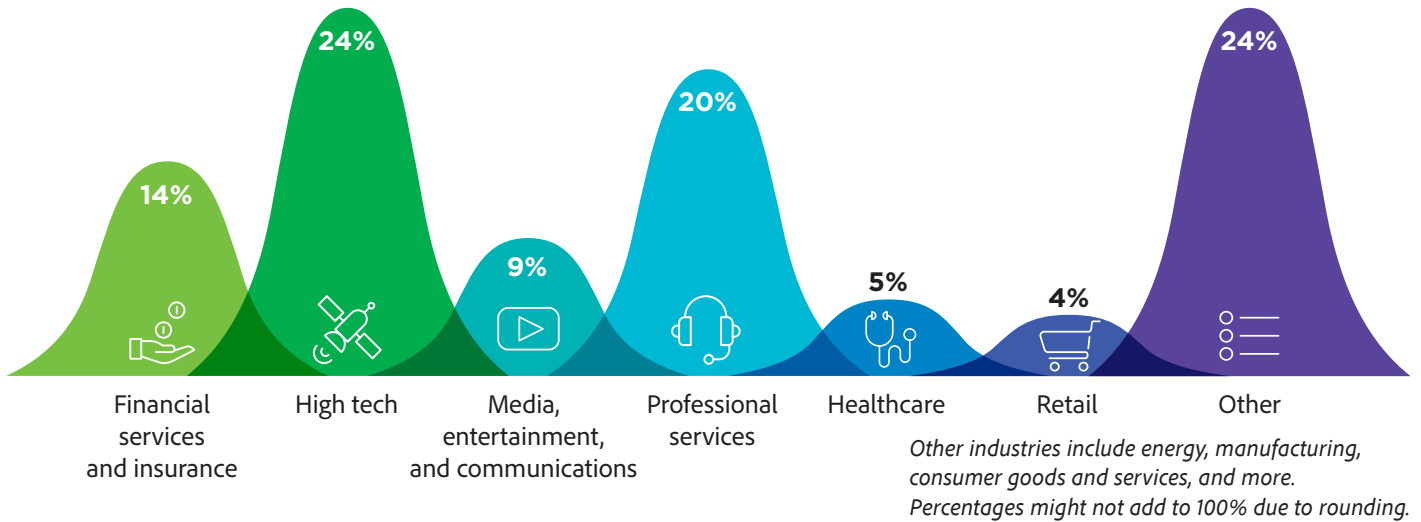 24%
24%
20%
14%
9%
5%
4%
Financial
services
and insurance
High tech
Media,
entertainment,
and communications
Professional
services
Healthcare
Retail
Other
Other industries include energy, manufacturing,
consumer goods and services, and more.
Percentages might not add to 100% due to rounding.